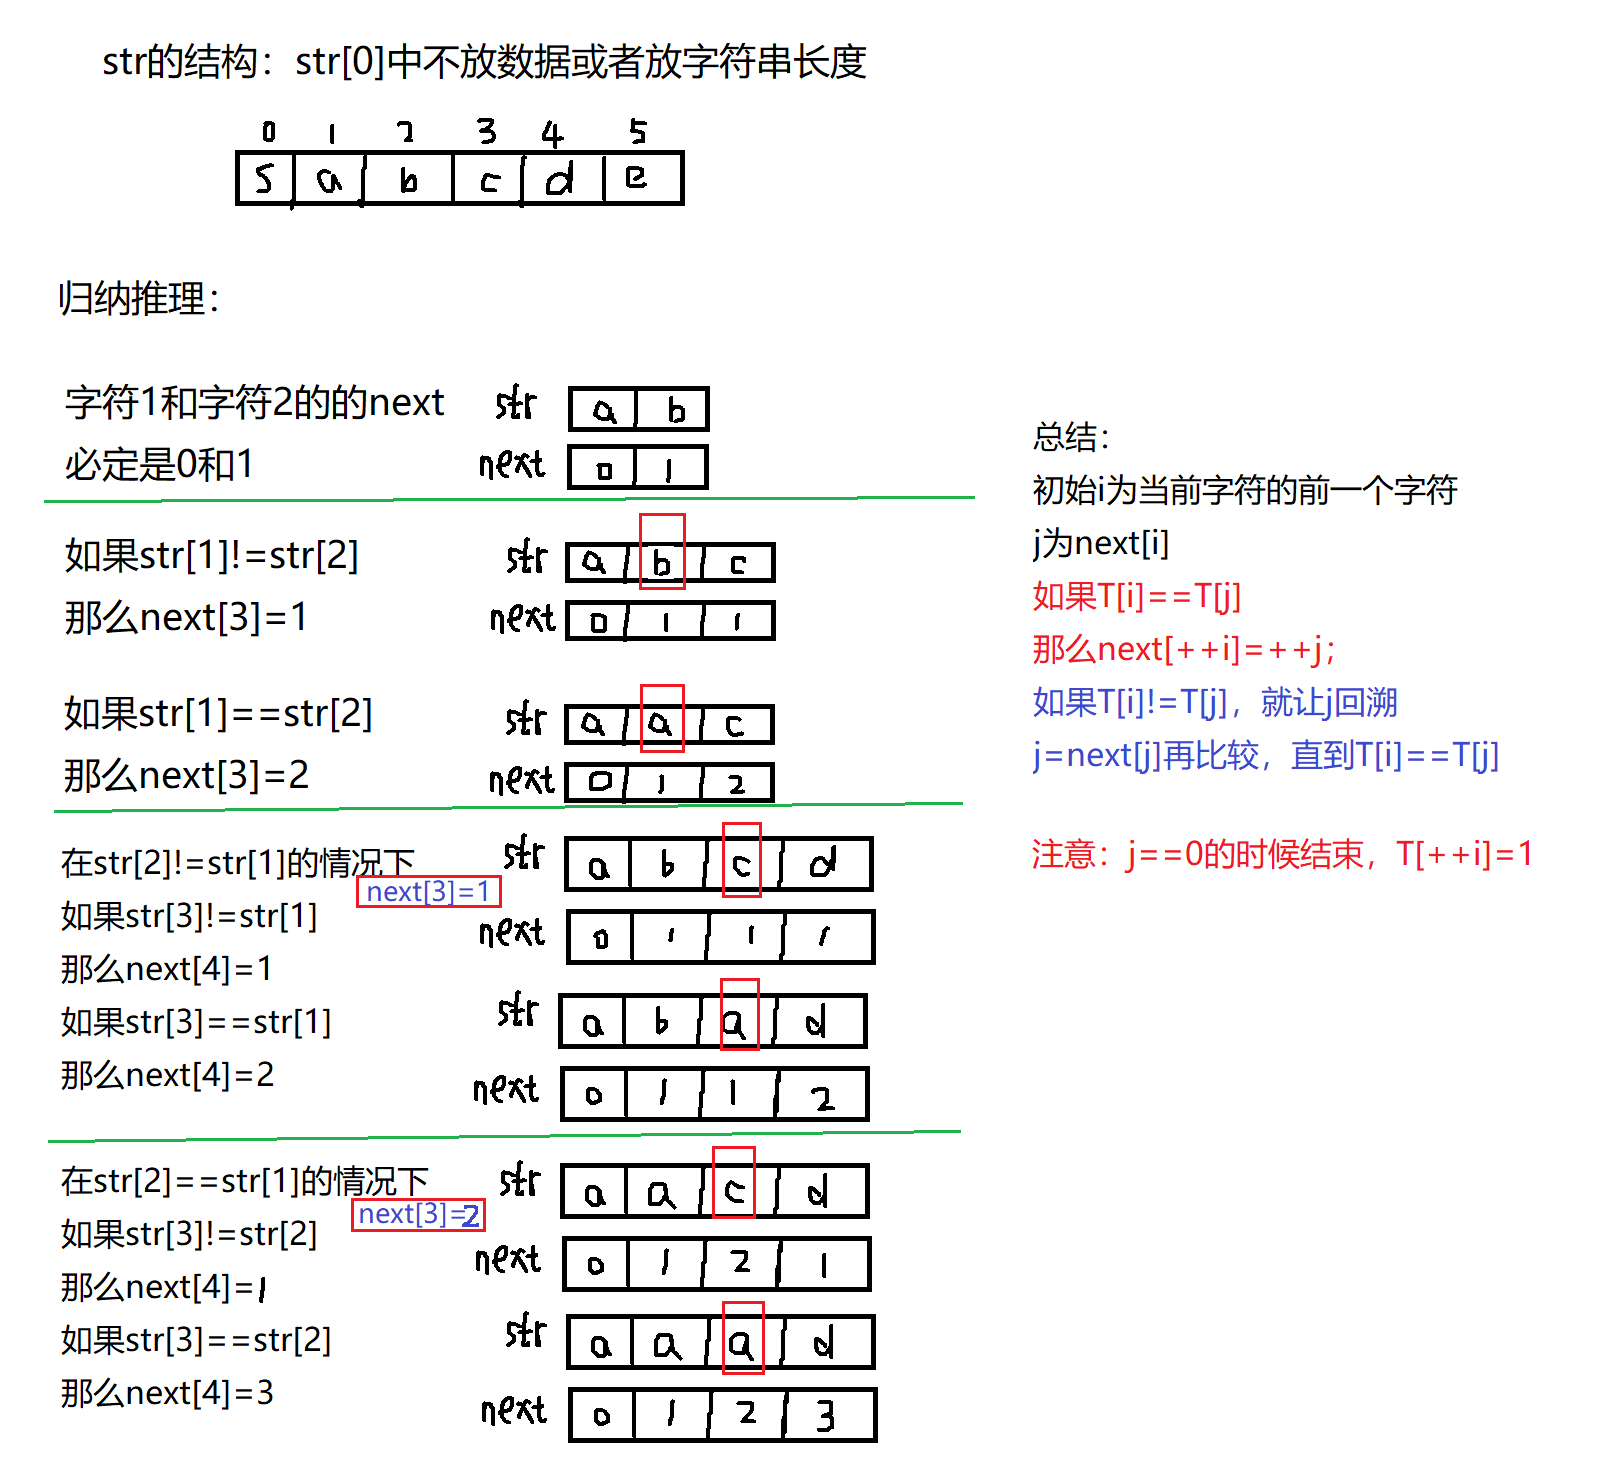 str的结构：str[0]中不放数据或者放字符串长度
0 1 2 3 4 5
5 a b c d e
归纳推理：
字符1和字符2的的next
必定是0和1
str a b
next 0 1
如果str[1]!=str[2]
那么next[3]=1
str a b c
next 0 1 1
如果str[1]==str[2]
那么next[3]=2
str a a c
next 0 1 2
在str[2]!=str[1]的情况下
next[3]=1
如果str[3]!=str[1]
那么next[4]=1
如果str[3]==str[1]
那么next[4]=2
str a b c d
next 0 1 1 1
str a b a d
next 0 1 1 2
在str[2]==str[1]的情况下
next[3]=2
如果str[3]!=str[2]
那么next[4]=1
如果str[3]==str[2]
那么next[4]=3
str a a c d
next 0 1 2 1
str a a a d
next 0 1 2 3
总结：
初始i为当前字符的前一个字符
j为next[i]
如果T[i]==T[j]
那么next[++i]=++j；
如果T[i]!=T[j]，就让j回溯
j=next[j]再比较，直到T[i]==T[j]
注意：j==0的时候结束，T[++i]=1